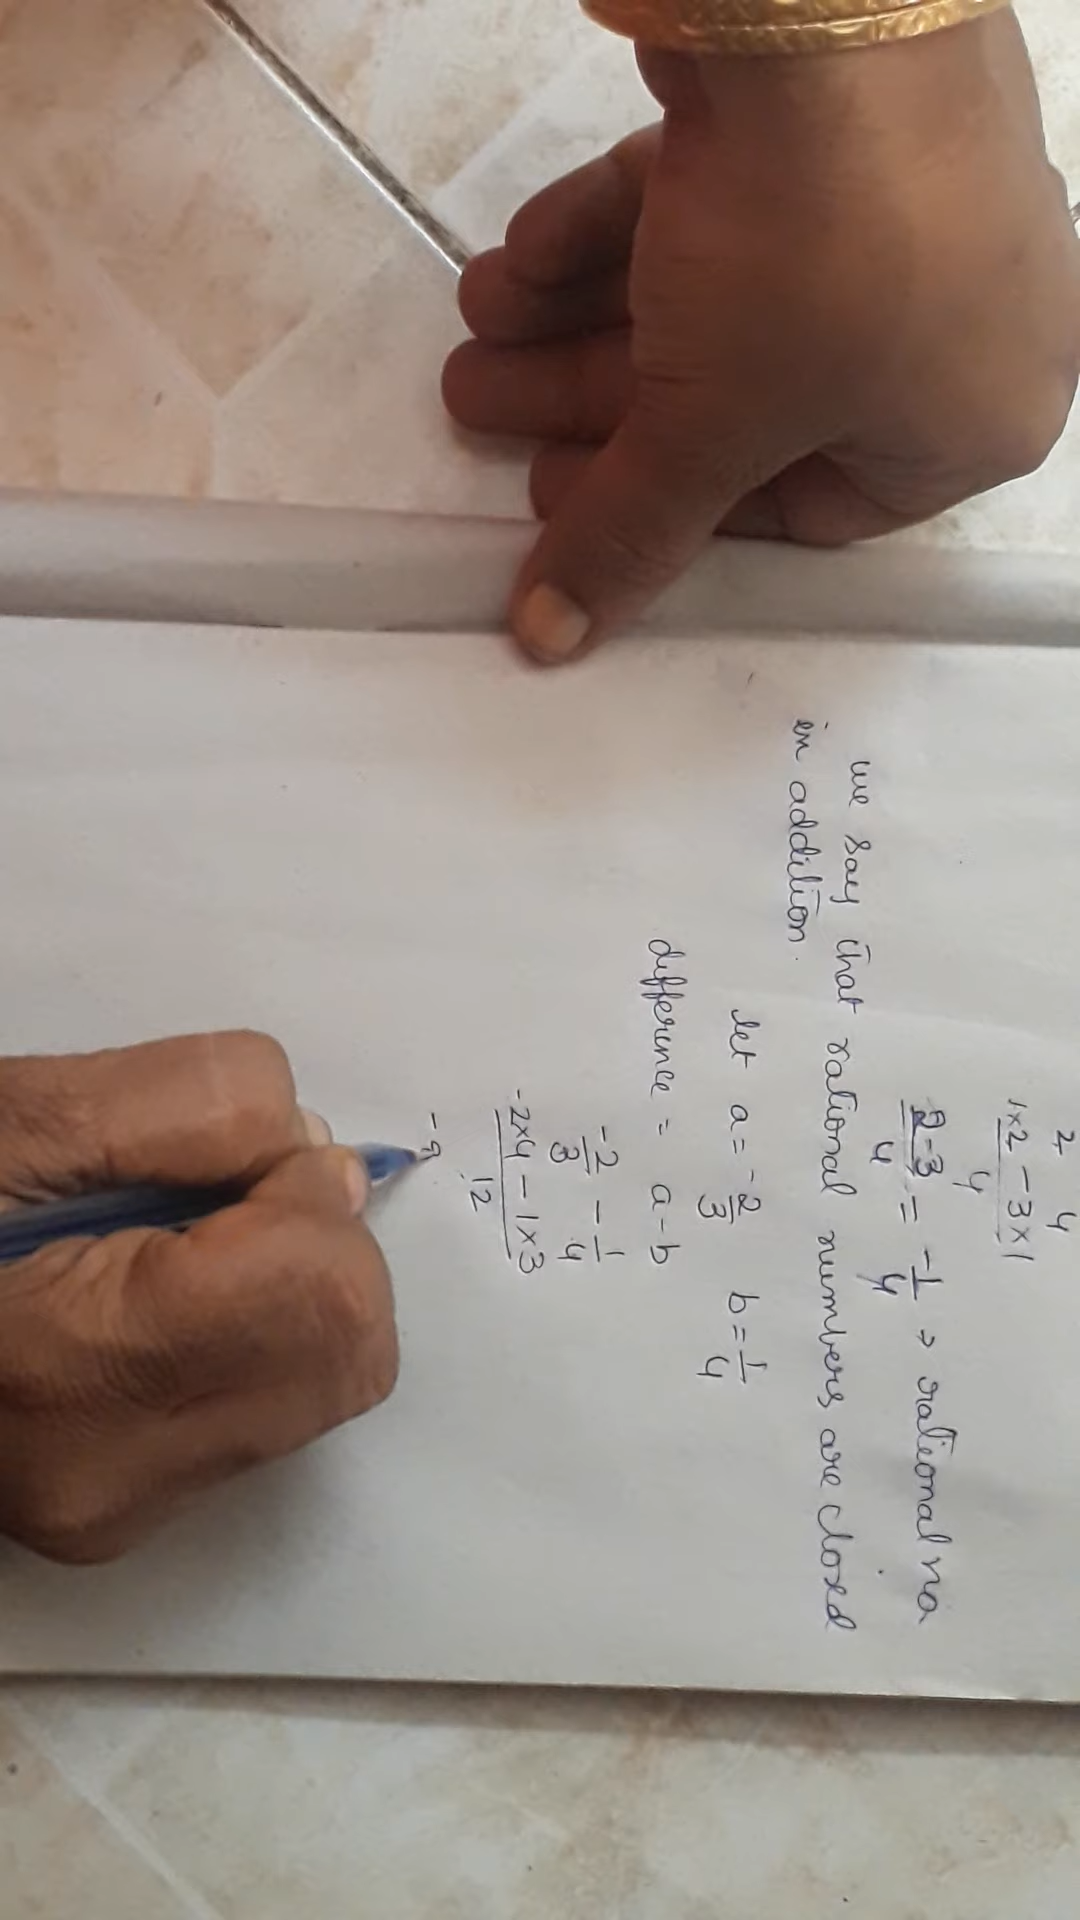 2 4
1×2 - 3×1
4
2-3 = -1 → rational no
4 4
we say that rational numbers are closed
in addition.
let a = -2 b = 1
3 4
difference = a - b
-2 - 1
3 4
-2×4 - 1×3
12
-